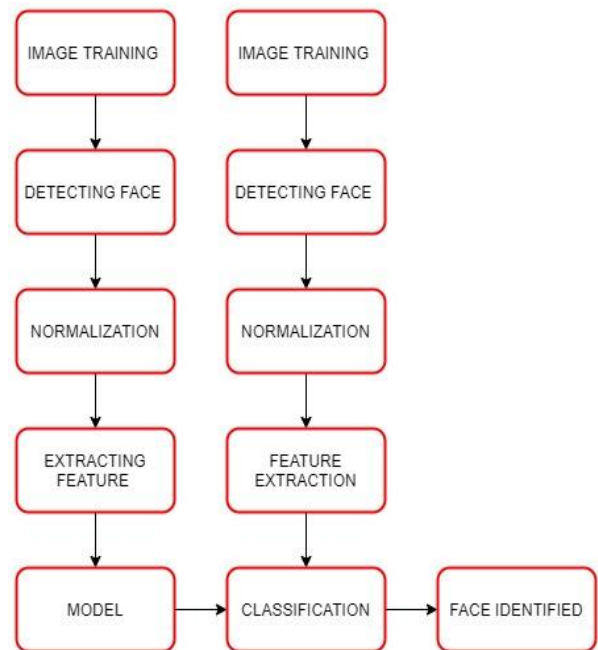 IMAGE TRAINING
IMAGE TRAINING
DETECTING FACE
DETECTING FACE
NORMALIZATION
NORMALIZATION
EXTRACTING
FEATURE
FEATURE
EXTRACTION
MODEL
CLASSIFICATION
FACE IDENTIFIED